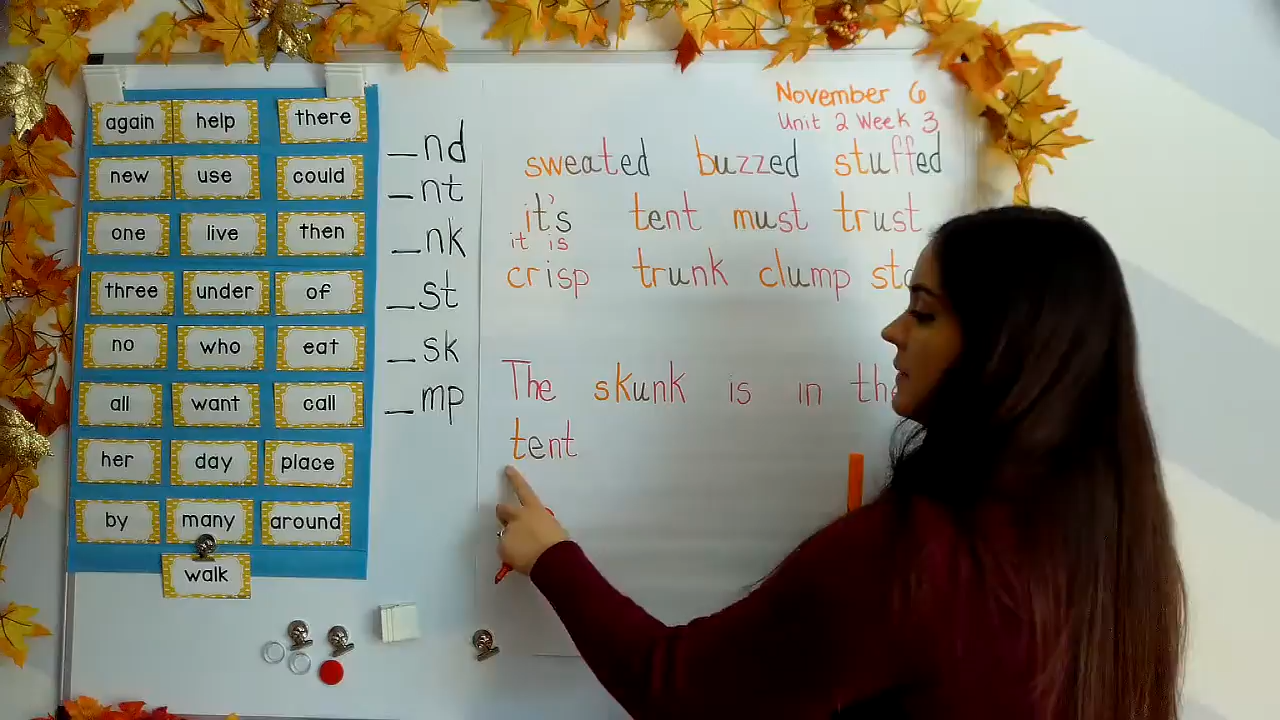 again help there
new use could
one live then
three under of
no who eat
all want call
her day place
by many around
walk
_nd
_nt
_nk
_st
_sk
_mp
November 6
Unit 2 Week 3
sweated buzzed stuffed
it's tent must trust
it is
crisp trunk clump
The skunk is in the
tent